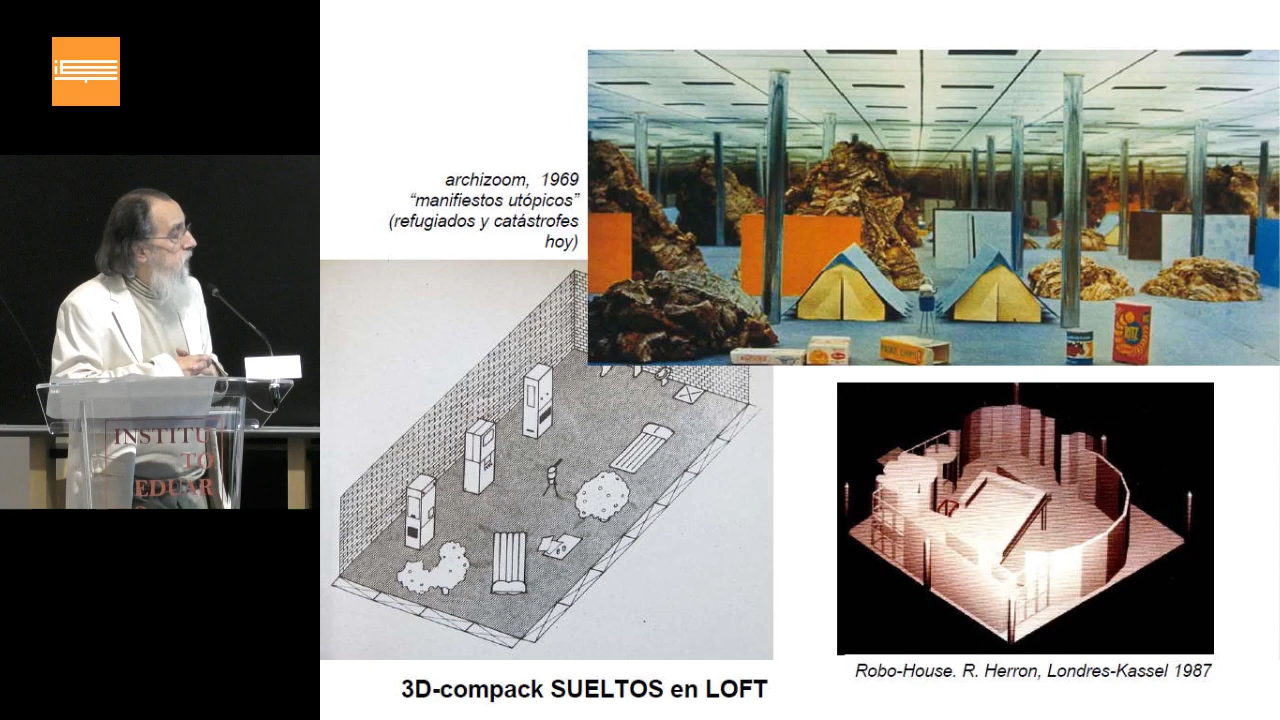 archizoom, 1969
“manifiestos utópicos”
(refugiados y catástrofes
hoy)
RITZ
INSTITU
TO
EDUAR
Robo-House. R. Herron, Londres-Kassel 1987
3D-compack SUELTOS en LOFT